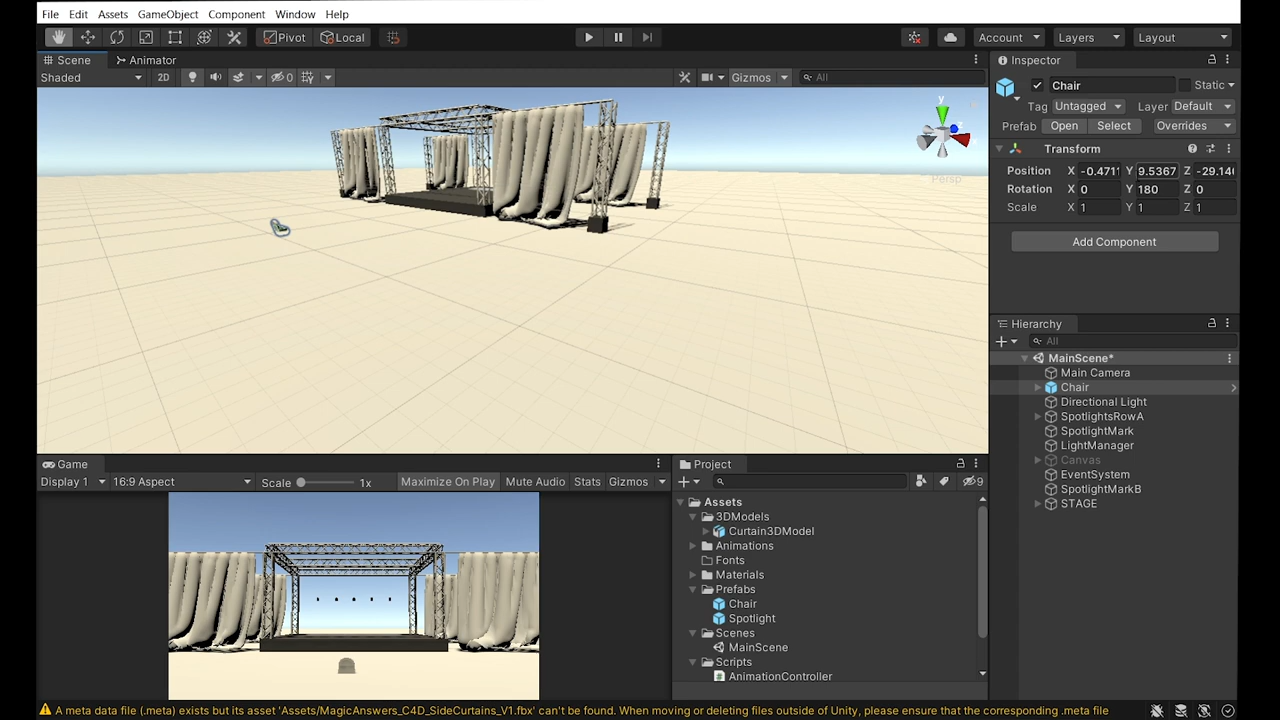 File Edit Assets GameObject Component Window Help
Pivot Local Account Layers Layout
Scene Animator
Shaded 2D 0 Gizmos All
y
Persp
Inspector
Chair Static
Tag Untagged Layer Default
Prefab Open Select Overrides
Transform
Position X -0.471 Y 9.5367 Z -29.14
Rotation X 0 Y 180 Z 0
Scale X 1 Y 1 Z 1
Add Component
Hierarchy
All
MainScene*
Main Camera
Chair
Directional Light
SpotlightsRowA
SpotlightMark
LightManager
Canvas
EventSystem
SpotlightMarkB
STAGE
Game
Display 1 16:9 Aspect Scale 1x Maximize On Play Mute Audio Stats Gizmos
Project
9
Assets
3DModels
Curtain3DModel
Animations
Fonts
Materials
Prefabs
Chair
Spotlight
Scenes
MainScene
Scripts
AnimationController
A meta data file (.meta) exists but its asset 'Assets/MagicAnswers_C4D_SideCurtains_V1.fbx' can't be found. When moving or deleting files outside of Unity, please ensure that the corresponding .meta file